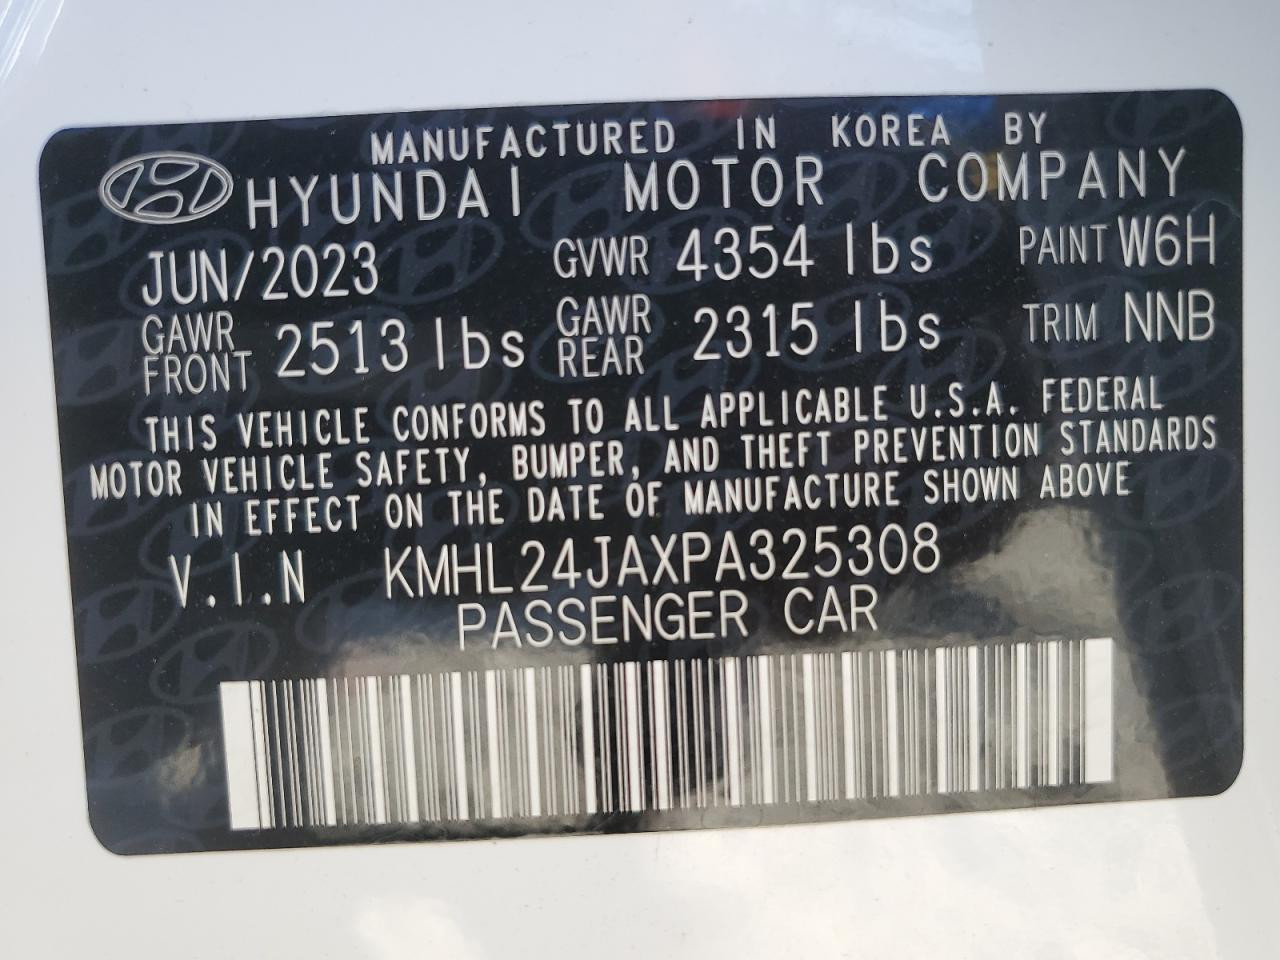 MANUFACTURED IN KOREA BY
HYUNDAI MOTOR COMPANY
JUN/2023 GVWR 4354 lbs PAINT W6H
GAWR FRONT 2513 lbs GAWR REAR 2315 lbs TRIM NNB
THIS VEHICLE CONFORMS TO ALL APPLICABLE U.S.A. FEDERAL
MOTOR VEHICLE SAFETY, BUMPER, AND THEFT PREVENTION STANDARDS
IN EFFECT ON THE DATE OF MANUFACTURE SHOWN ABOVE
V.I.N KMHL24JAXPA325308
PASSENGER CAR